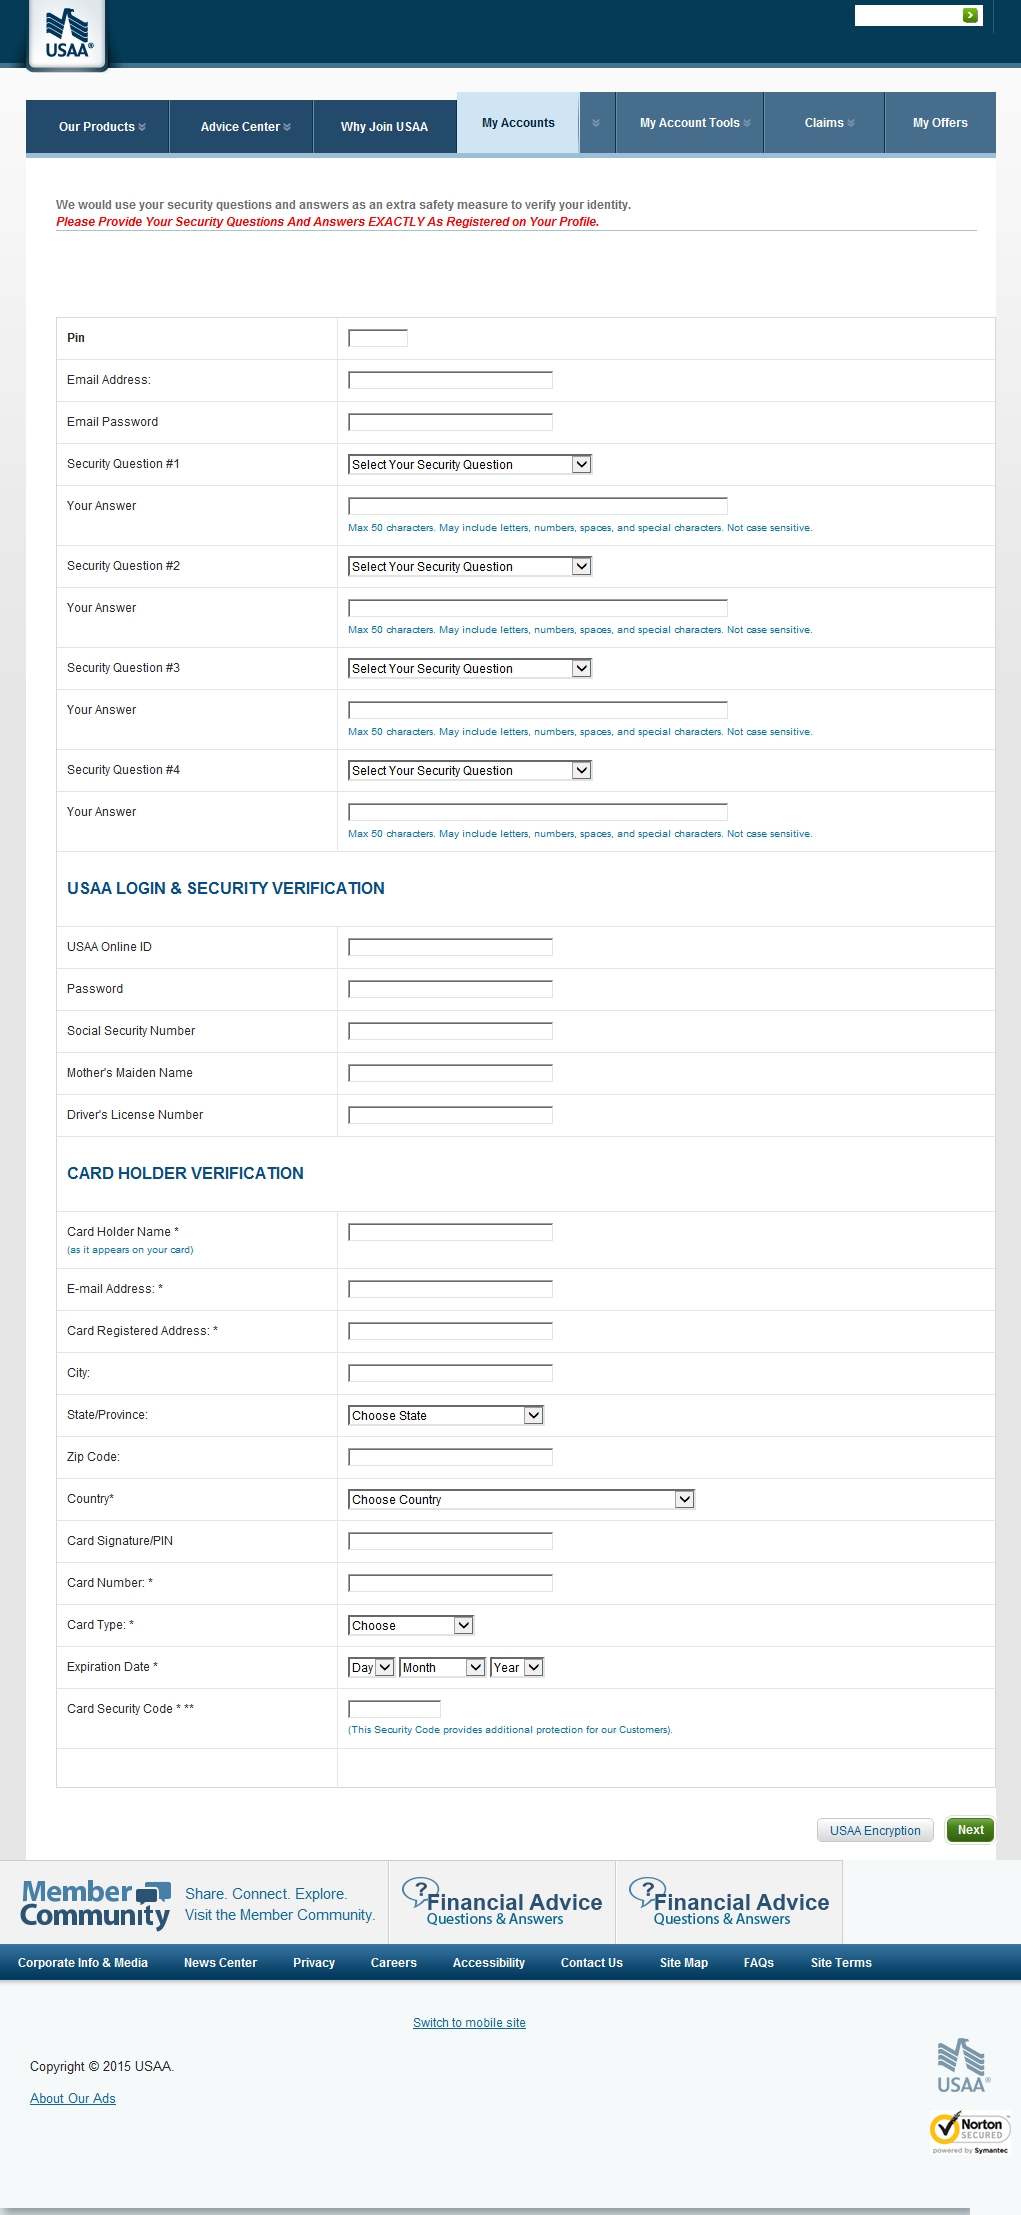 USAA®
Our Products
Advice Center
Why Join USAA
My Accounts
My Account Tools
Claims
My Offers
We would use your security questions and answers as an extra safety measure to verify your identity.
Please Provide Your Security Questions And Answers EXACTLY As Registered on Your Profile.
Pin
Email Address:
Email Password
Security Question #1
Select Your Security Question
Your Answer
Max 50 characters. May include letters, numbers, spaces, and special characters. Not case sensitive.
Security Question #2
Select Your Security Question
Your Answer
Max 50 characters. May include letters, numbers, spaces, and special characters. Not case sensitive.
Security Question #3
Select Your Security Question
Your Answer
Max 50 characters. May include letters, numbers, spaces, and special characters. Not case sensitive.
Security Question #4
Select Your Security Question
Your Answer
Max 50 characters. May include letters, numbers, spaces, and special characters. Not case sensitive.
USAA LOGIN & SECURITY VERIFICATION
USAA Online ID
Password
Social Security Number
Mother's Maiden Name
Driver's License Number
CARD HOLDER VERIFICATION
Card Holder Name *
(as it appears on your card)
E-mail Address: *
Card Registered Address: *
City:
State/Province:
Choose State
Zip Code:
Country*
Choose Country
Card Signature/PIN
Card Number: *
Card Type: *
Choose
Expiration Date *
Day Month Year
Card Security Code * **
(This Security Code provides additional protection for our Customers).
USAA Encryption
Next
Member Community
Share. Connect. Explore.
Visit the Member Community.
? Financial Advice
Questions & Answers
? Financial Advice
Questions & Answers
Corporate Info & Media
News Center
Privacy
Careers
Accessibility
Contact Us
Site Map
FAQs
Site Terms
Switch to mobile site
Copyright © 2015 USAA.
About Our Ads
USAA®
Norton
SECURED
powered by Symantec